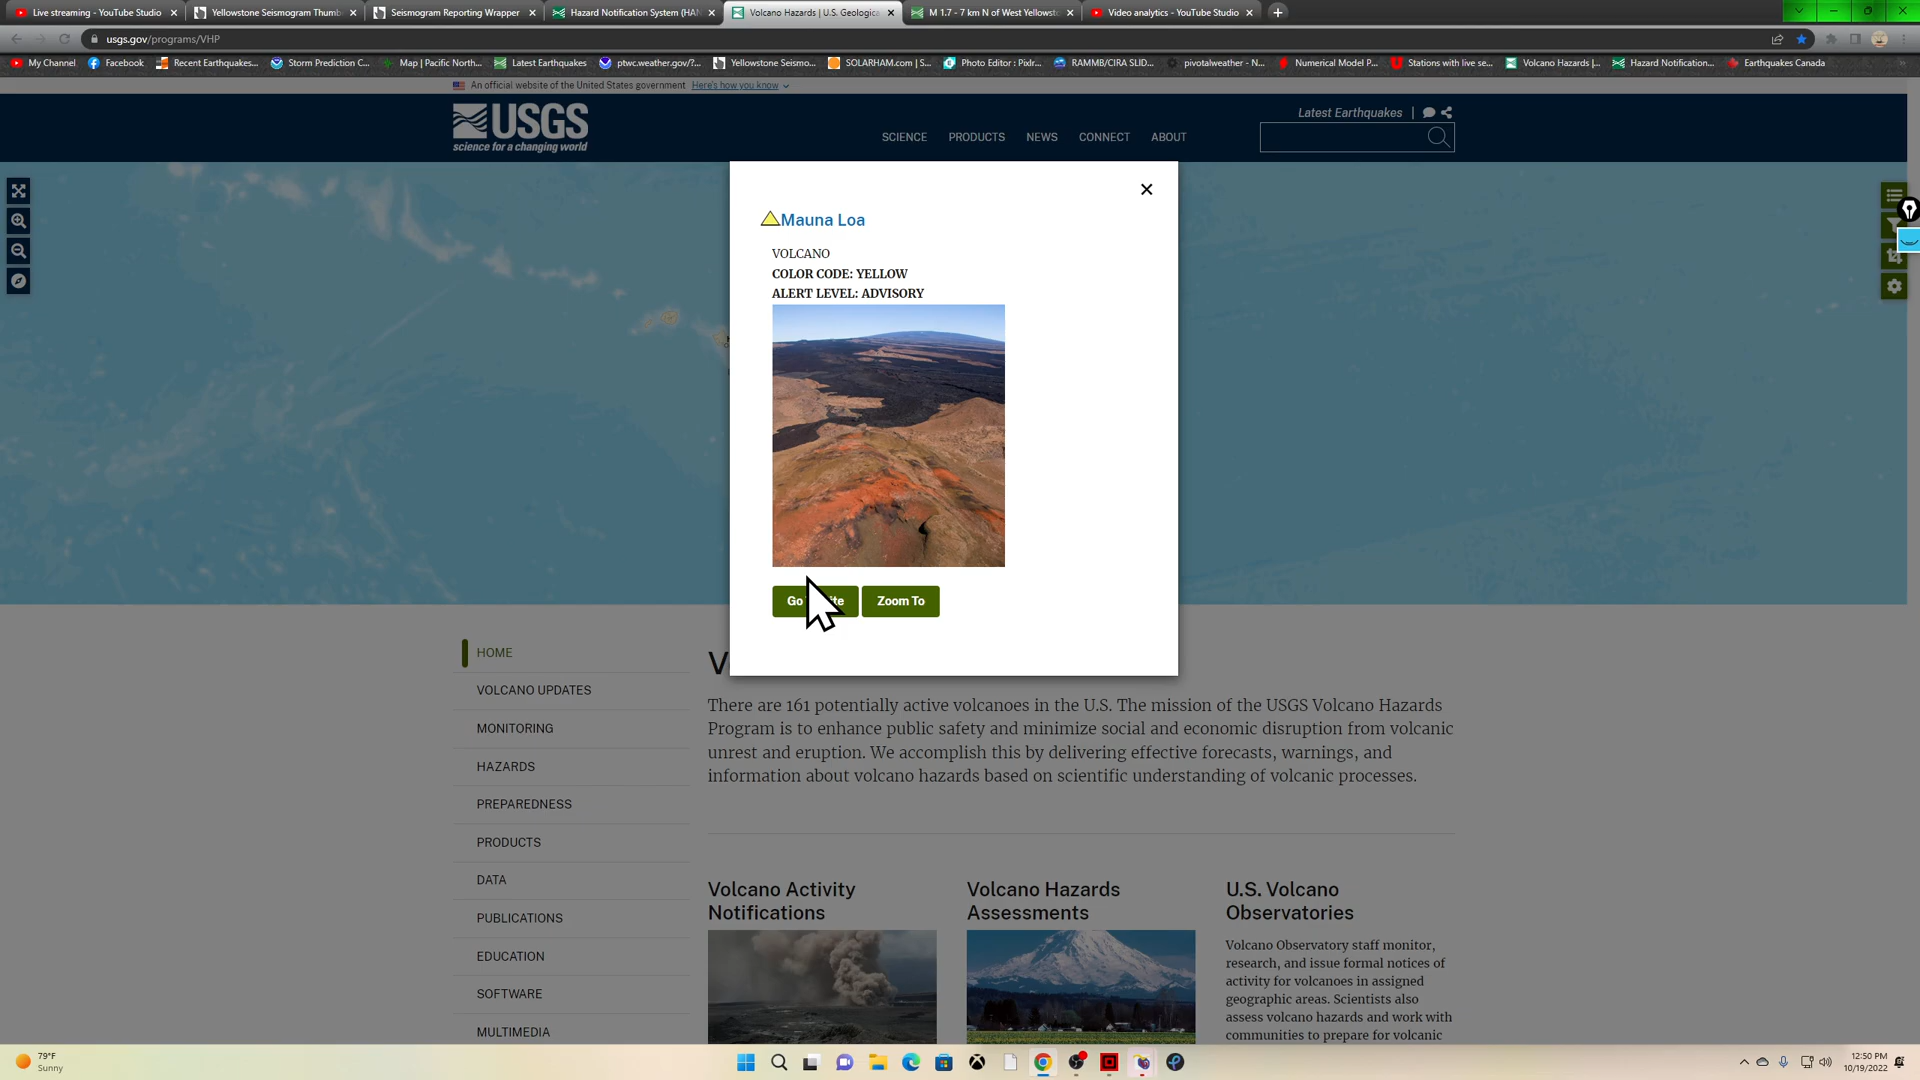 Live streaming - YouTube Studio
Yellowstone Seismogram Thumb
Seismogram Reporting Wrapper
Hazard Notification System (HAN
Volcano Hazards | U.S. Geologica
M 1.7 - 7 km N of West Yellowst
Video analytics - YouTube Studio
usgs.gov/programs/VHP
My Channel
Facebook
Recent Earthquakes...
Storm Prediction C...
Map | Pacific North...
Latest Earthquakes
ptwc.weather.gov/?...
Yellowstone Seismo...
SOLARHAM.com | S...
Photo Editor : Pixlr...
RAMMB/CIRA SLID...
pivotalweather - N...
Numerical Model P...
Stations with live se...
Volcano Hazards |...
Hazard Notification...
Earthquakes Canada
An official website of the United States government Here's how you know
USGS
science for a changing world
SCIENCE PRODUCTS NEWS CONNECT ABOUT
Latest Earthquakes |
Mauna Loa
VOLCANO
COLOR CODE: YELLOW
ALERT LEVEL: ADVISORY
Go
Zoom To
HOME
VOLCANO UPDATES
MONITORING
HAZARDS
PREPAREDNESS
PRODUCTS
DATA
PUBLICATIONS
EDUCATION
SOFTWARE
MULTIMEDIA
V
There are 161 potentially active volcanoes in the U.S. The mission of the USGS Volcano Hazards
Program is to enhance public safety and minimize social and economic disruption from volcanic
unrest and eruption. We accomplish this by delivering effective forecasts, warnings, and
information about volcano hazards based on scientific understanding of volcanic processes.
Volcano Activity
Notifications
Volcano Hazards
Assessments
U.S. Volcano
Observatories
Volcano Observatory staff monitor,
research, and issue formal notices of
activity for volcanoes in assigned
geographic areas. Scientists also
assess volcano hazards and work with
communities to prepare for volcanic
79°F
Sunny
12:50 PM
10/19/2022